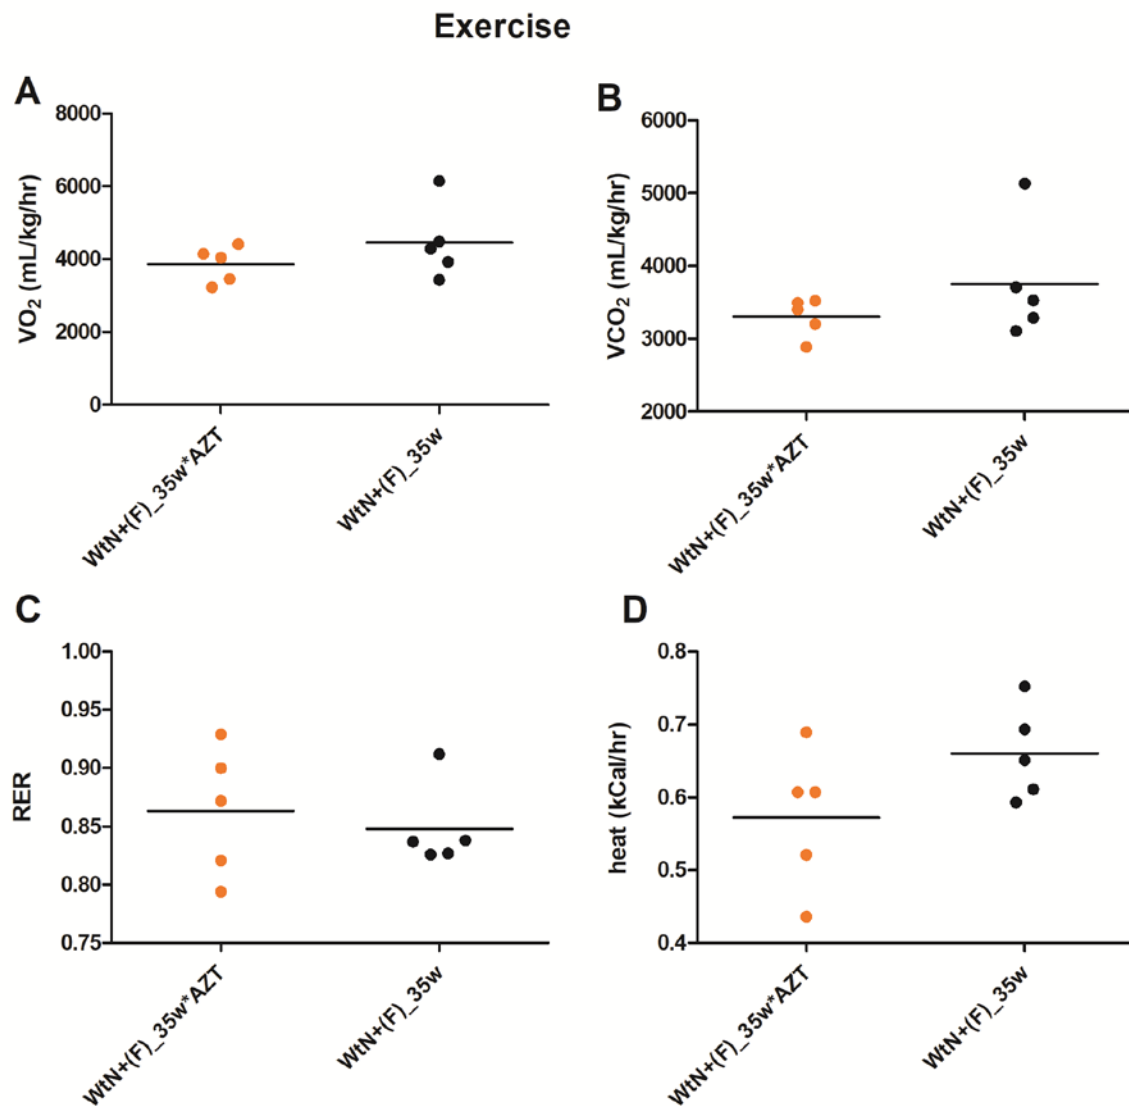 Exercise
A
8000
6000
4000
2000
0
VO2 (mL/kg/hr)
WtN+(F)_35w*AZT
WtN+(F)_35w
B
6000
5000
4000
3000
2000
VCO2 (mL/kg/hr)
WtN+(F)_35w*AZT
WtN+(F)_35w
C
1.00
0.95
0.90
0.85
0.80
0.75
RER
WtN+(F)_35w*AZT
WtN+(F)_35w
D
0.8
0.7
0.6
0.5
0.4
heat (kCal/hr)
WtN+(F)_35w*AZT
WtN+(F)_35w